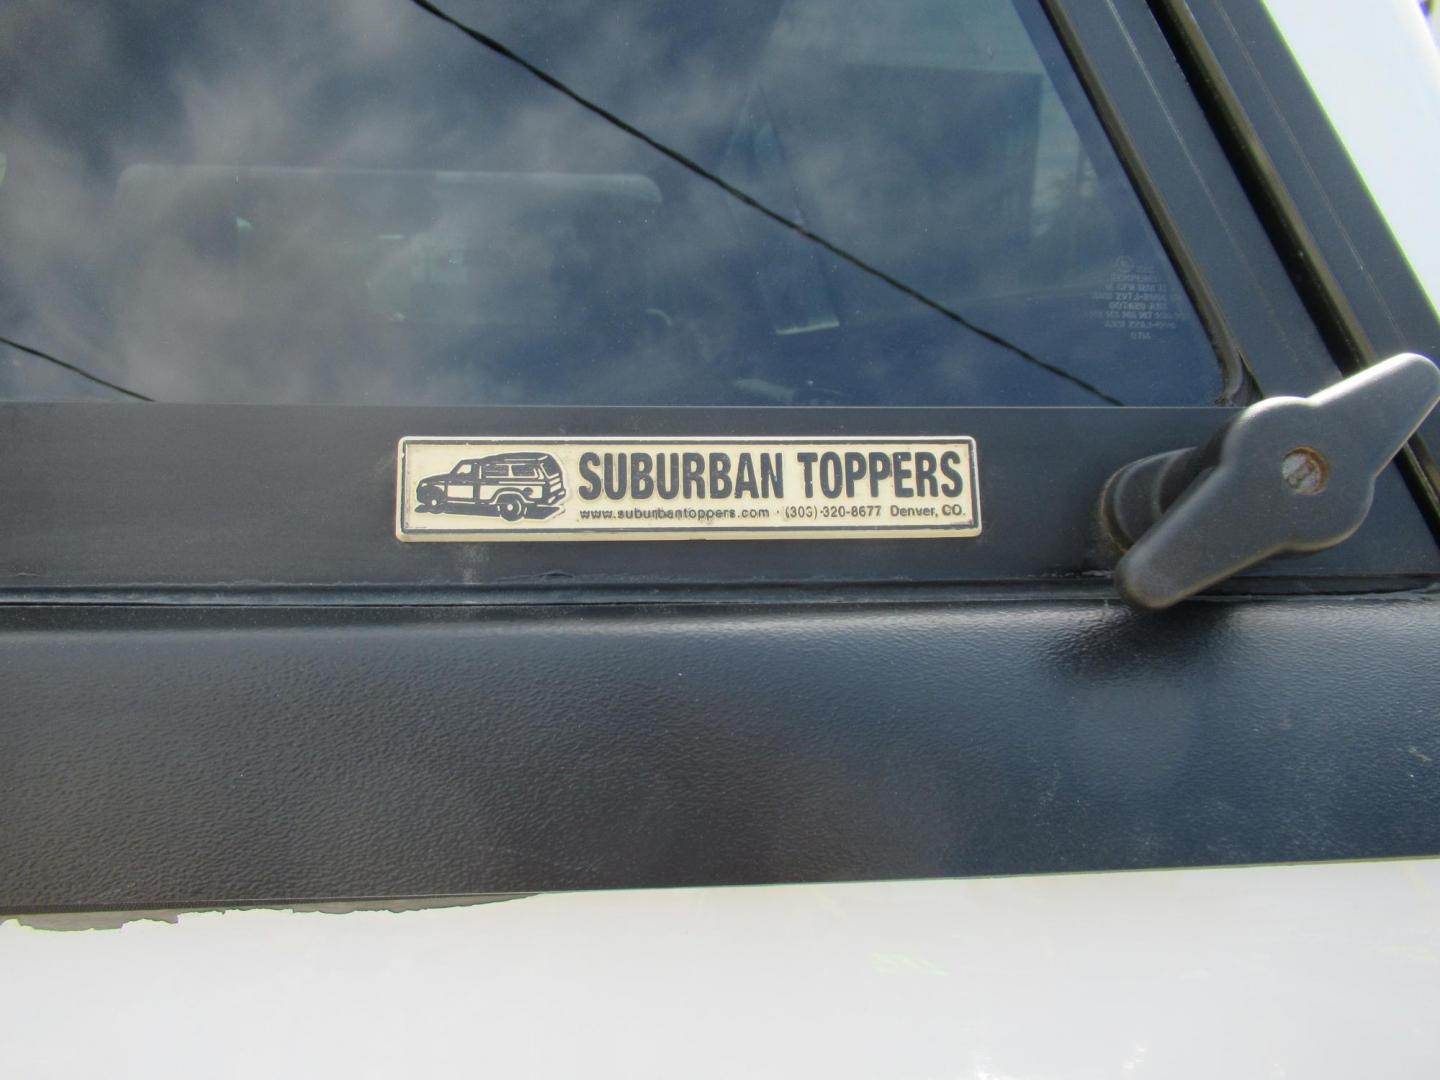 SUBURBAN TOPPERS
www.suburbantoppers.com · (303) 320-8677 Denver, CO.